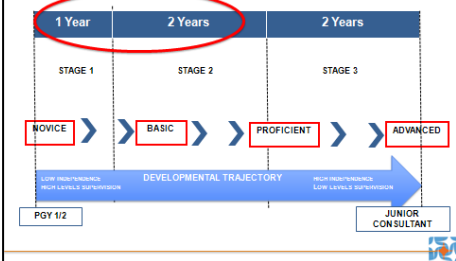 1 Year 2 Years 2 Years
STAGE 1 STAGE 2 STAGE 3
NOVICE BASIC PROFICIENT ADVANCED
LOW INDEPENDENCE DEVELOPMENTAL TRAJECTORY HIGH INDEPENDENCE
HIGH LEVELS SUPERVISION LOW LEVELS SUPERVISION
PGY 1/2 JUNIOR
CONSULTANT